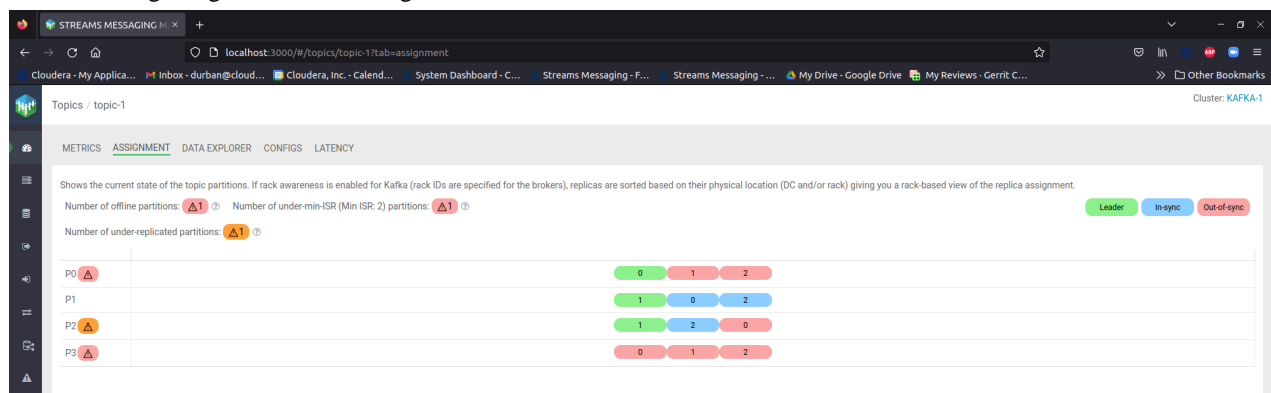 STREAMS MESSAGING M
localhost:3000/#/topics/topic-1?tab=assignment
Cloudera - My Applica... Inbox - durban@cloud... Cloudera, Inc. - Calend... System Dashboard - C... Streams Messaging - F... Streams Messaging - ... My Drive - Google Drive My Reviews · Gerrit C... Other Bookmarks
Topics / topic-1 Cluster: KAFKA-1
METRICS ASSIGNMENT DATA EXPLORER CONFIGS LATENCY
Shows the current state of the topic partitions. If rack awareness is enabled for Kafka (rack IDs are specified for the brokers), replicas are sorted based on their physical location (DC and/or rack) giving you a rack-based view of the replica assignment.
Number of offline partitions: 1 Number of under-min-ISR (Min ISR: 2) partitions: 1 Leader In-sync Out-of-sync
Number of under-replicated partitions: 1
P0 0 1 2
P1 1 0 2
P2 1 2 0
P3 0 1 2